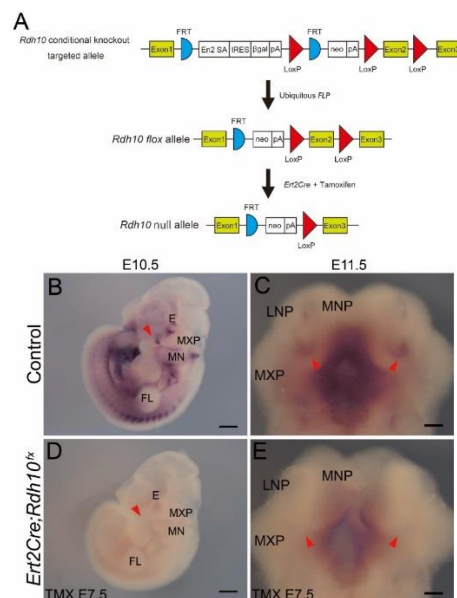 A
Rdh10 conditional knockout
targeted allele
FRT
FRT
Exon1
En2 SA
IRES
βgal
pA
neo
pA
Exon2
LoxP
LoxP
LoxP
Ubiquitous FLP
Rdh10 flox allele
FRT
Exon1
neo
pA
Exon2
Exon3
LoxP
LoxP
Ert2Cre + Tamoxifen
Rdh10 null allele
FRT
Exon1
neo
pA
Exon3
LoxP
E10.5
E11.5
Control
B
E
MXP
MN
FL
C
LNP
MNP
MXP
Ert2Cre;Rdh10fx
D
E
MXP
MN
FL
TMX E7.5
E
LNP
MNP
MXP
TMX E7.5